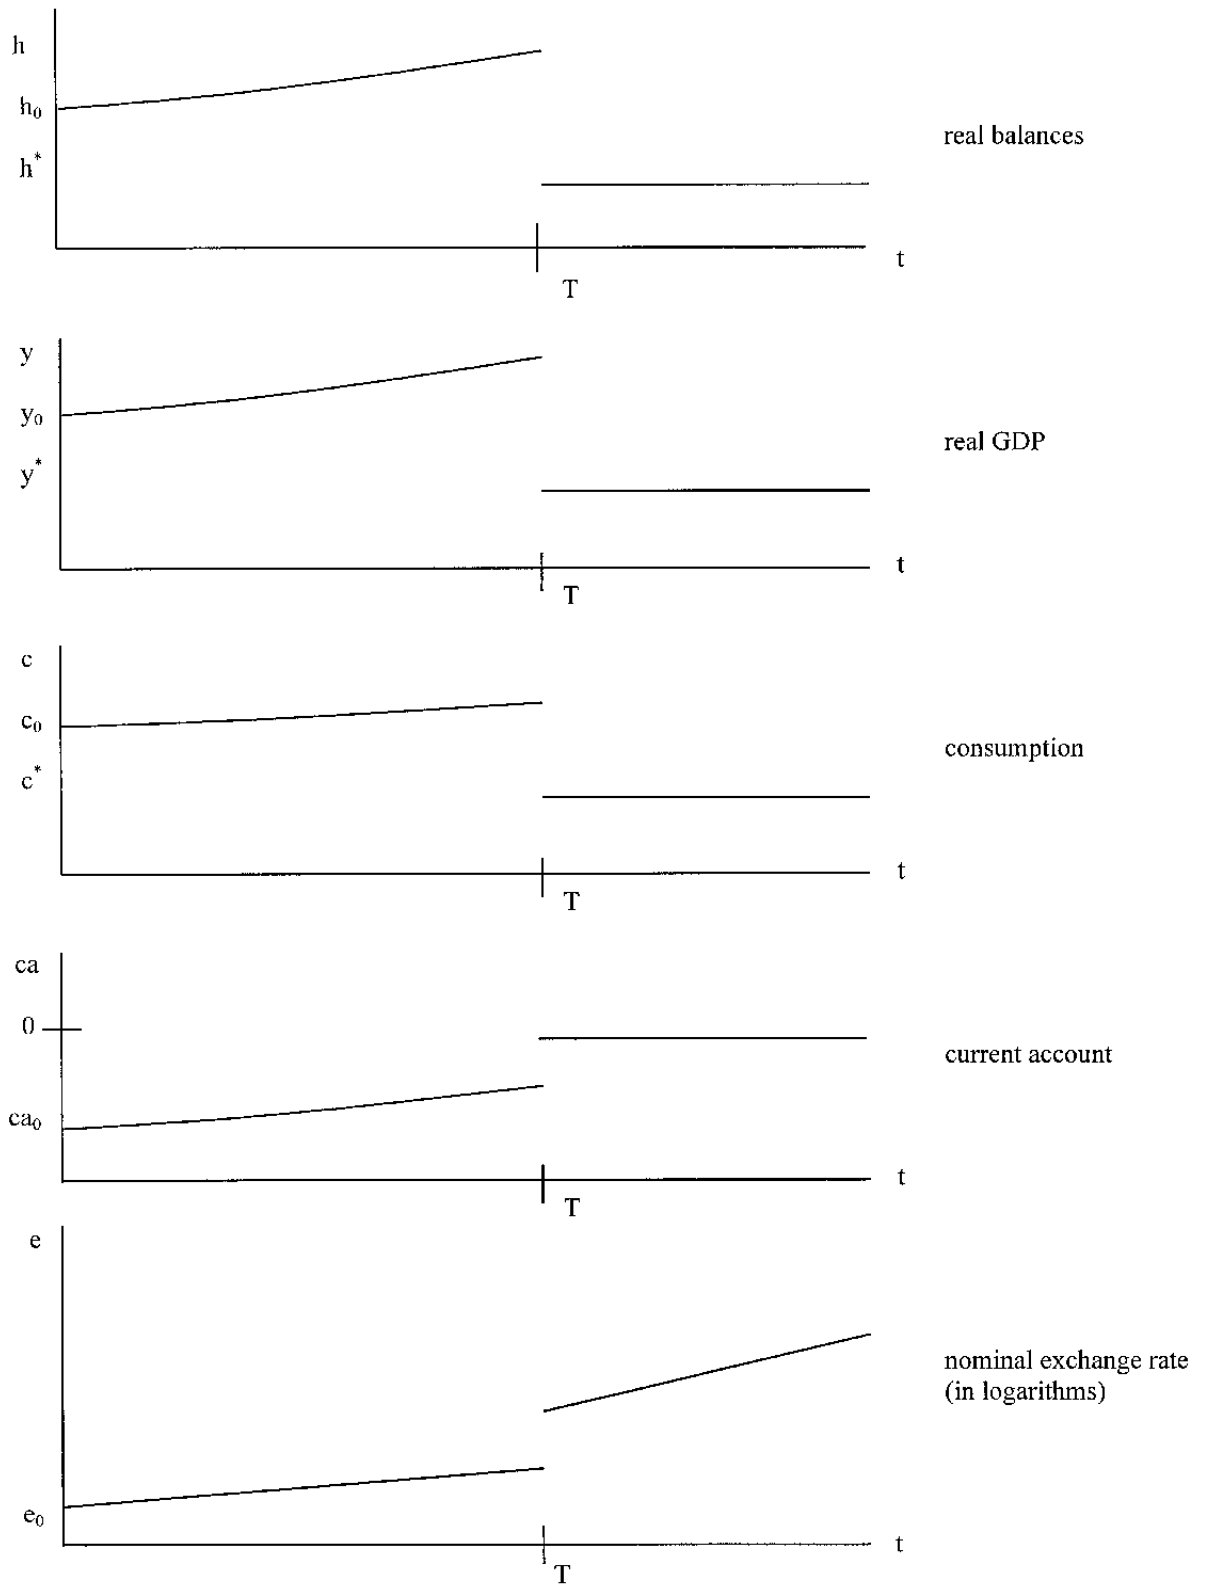 h
h₀
h*
real balances
t
T
y
y₀
y*
real GDP
t
T
c
c₀
c*
consumption
t
T
ca
0
ca₀
current account
t
T
e
nominal exchange rate
(in logarithms)
e₀
t
T